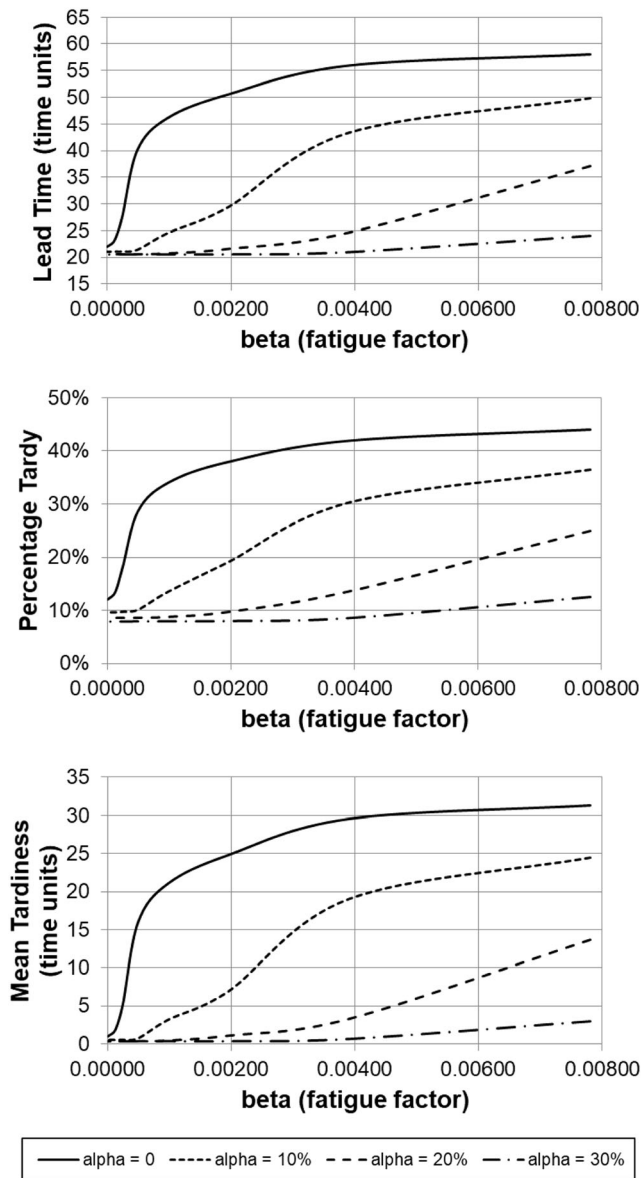 65
60
55
50
45
40
35
30
25
20
15
Lead Time (time units)
0.00000 0.00200 0.00400 0.00600 0.00800
beta (fatigue factor)
50%
40%
30%
20%
10%
0%
Percentage Tardy
0.00000 0.00200 0.00400 0.00600 0.00800
beta (fatigue factor)
35
30
25
20
15
10
5
0
Mean Tardiness
(time units)
0.00000 0.00200 0.00400 0.00600 0.00800
beta (fatigue factor)
alpha = 0 alpha = 10% alpha = 20% alpha = 30%